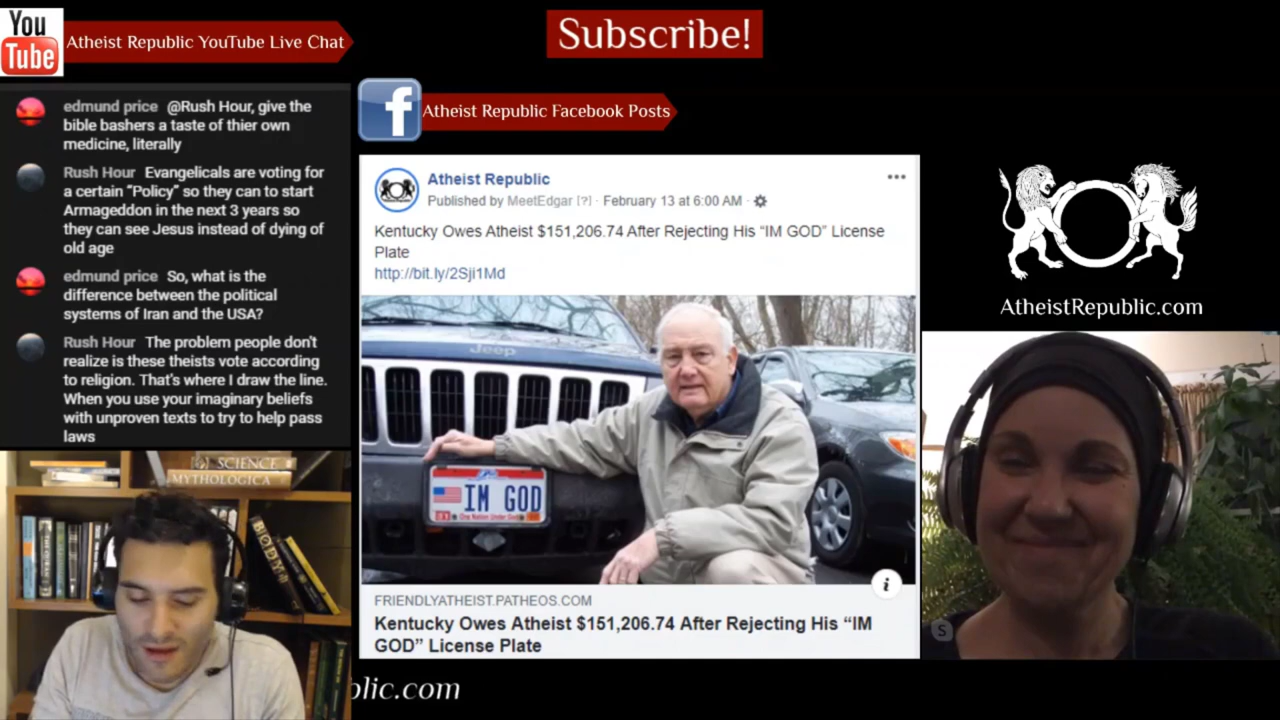 You
Tube
Atheist Republic YouTube Live Chat
Subscribe!
edmund price @Rush Hour, give the
bible bashers a taste of thier own
medicine, literally
Rush Hour Evangelicals are voting for
a certain “Policy” so they can to start
Armageddon in the next 3 years so
they can see Jesus instead of dying of
old age
edmund price So, what is the
difference between the political
systems of Iran and the USA?
Rush Hour The problem people don't
realize is these theists vote according
to religion. That's where I draw the line.
When you use your imaginary beliefs
with unproven texts to try to help pass
laws
f
Atheist Republic Facebook Posts
Atheist Republic
Published by MeetEdgar [?] · February 13 at 6:00 AM ·
Kentucky Owes Atheist $151,206.74 After Rejecting His “IM GOD” License
Plate
http://bit.ly/2Sji1Md
Jeep
IM GOD
One Nation Under God
i
FRIENDLYATHEIST.PATHEOS.COM
Kentucky Owes Atheist $151,206.74 After Rejecting His “IM
GOD” License Plate
AtheistRepublic.com
S
SCIENCE
MYTHOLOGICA
BODY
blic.com